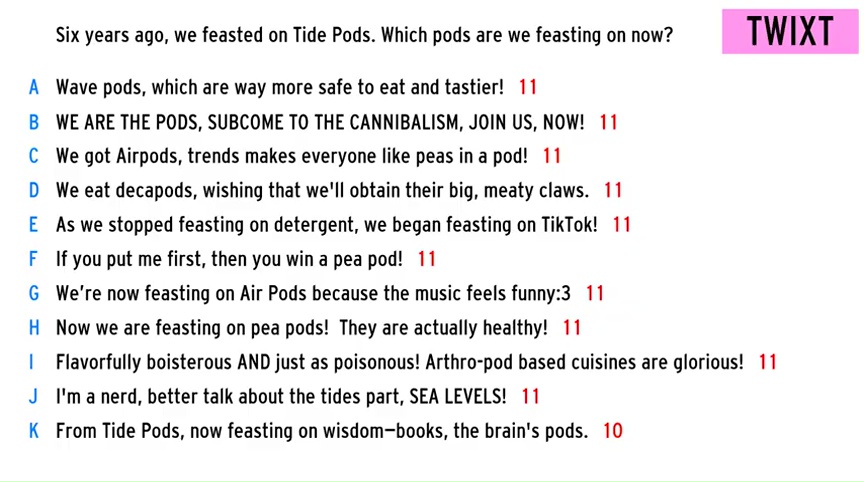 Six years ago, we feasted on Tide Pods. Which pods are we feasting on now?
TWIXT
A Wave pods, which are way more safe to eat and tastier! 11
B WE ARE THE PODS, SUBCOME TO THE CANNIBALISM, JOIN US, NOW! 11
C We got Airpods, trends makes everyone like peas in a pod! 11
D We eat decapods, wishing that we'll obtain their big, meaty claws. 11
E As we stopped feasting on detergent, we began feasting on TikTok! 11
F If you put me first, then you win a pea pod! 11
G We're now feasting on Air Pods because the music feels funny:3 11
H Now we are feasting on pea pods! They are actually healthy! 11
I Flavorfully boisterous AND just as poisonous! Arthro-pod based cuisines are glorious! 11
J I'm a nerd, better talk about the tides part, SEA LEVELS! 11
K From Tide Pods, now feasting on wisdom—books, the brain's pods. 10